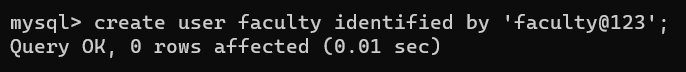 mysql> create user faculty identified by 'faculty@123';
Query OK, 0 rows affected (0.01 sec)